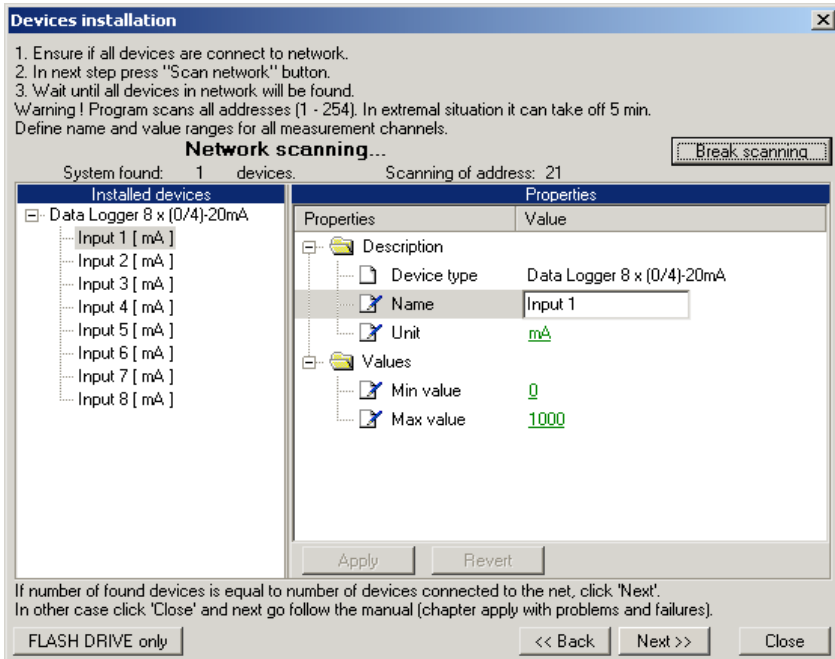 Devices installation
1. Ensure if all devices are connect to network.
2. In next step press "Scan network" button.
3. Wait until all devices in network will be found.
Warning ! Program scans all addresses (1 - 254). In extremal situation it can take off 5 min.
Define name and value ranges for all measurement channels.
Network scanning...
Break scanning
System found: 1 devices. Scanning of address: 21
Installed devices
Data Logger 8 x (0/4)-20mA
Input 1 [ mA ]
Input 2 [ mA ]
Input 3 [ mA ]
Input 4 [ mA ]
Input 5 [ mA ]
Input 6 [ mA ]
Input 7 [ mA ]
Input 8 [ mA ]
Properties
Properties Value
Description
Device type Data Logger 8 x (0/4)-20mA
Name Input 1
Unit mA
Values
Min value 0
Max value 1000
Apply Revert
If number of found devices is equal to number of devices connected to the net, click 'Next'.
In other case click 'Close' and next go follow the manual (chapter apply with problems and failures).
FLASH DRIVE only << Back Next >> Close